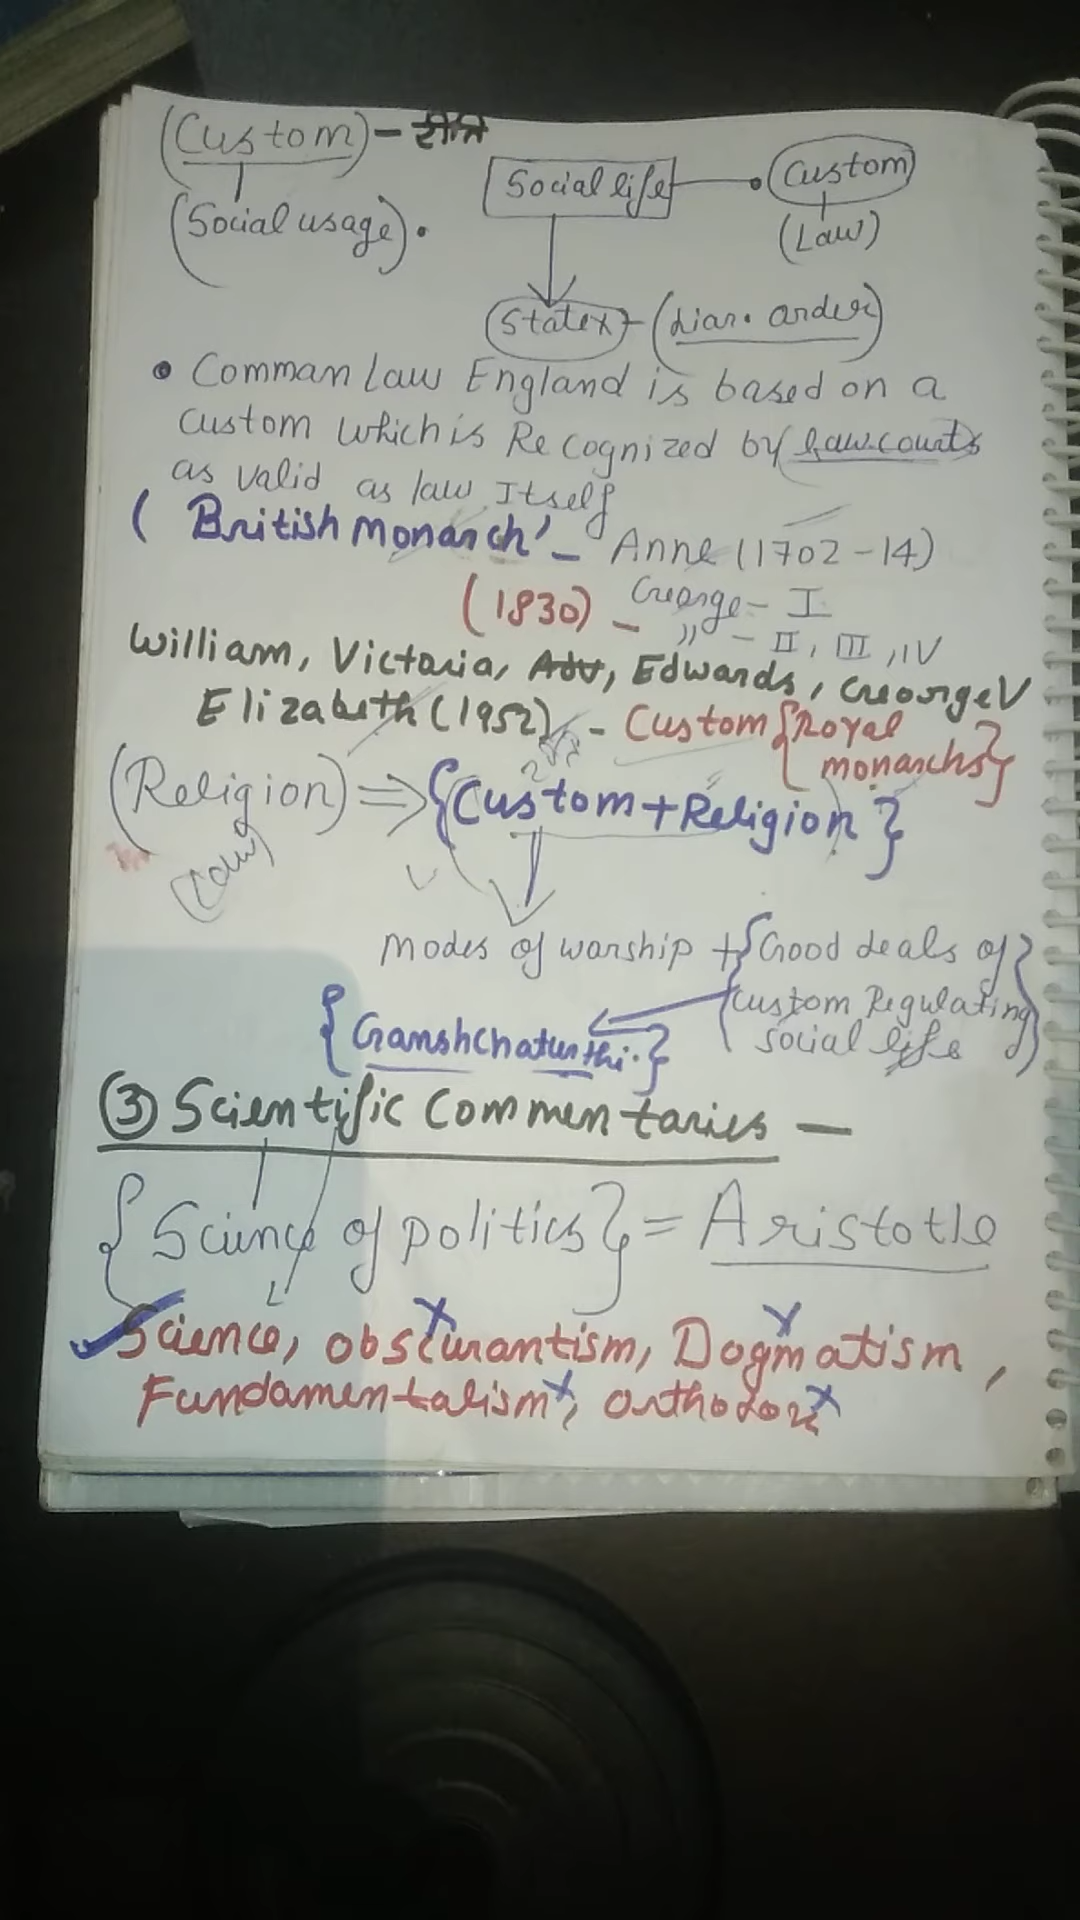 (Custom) - रीति
(Social usage).
Social life
Custom
(Law)
State x - (Liar. order)
• Comman Law England is based on a
custom which is Recognized by law courts
as valid as law Itself
( British monarch' - Anne (1702-14)
(1830) - George - I
" - II, III, IV
William, Victoria, Edwards, George V
Elizabeth (1952) - Custom {Royal
monarchs}
(Religion) ⇒ {Custom + Religion}
(Law)
modes of worship + {Good deals of
custom Regulating
social life}
{Ganshchaturthi.}
(3) Scientific Commentaries —
{Science of politics} = Aristotle
Science, obscurantism, Dogmatism,
Fundamentalism, orthodox